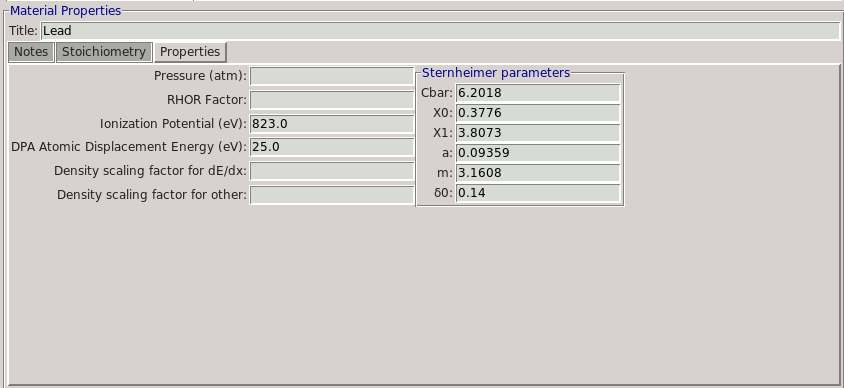 Material Properties
Title: Lead
Notes Stoichiometry Properties
Pressure (atm):
RHOR Factor:
Ionization Potential (eV): 823.0
DPA Atomic Displacement Energy (eV): 25.0
Density scaling factor for dE/dx:
Density scaling factor for other:
Sternheimer parameters
Cbar: 6.2018
X0: 0.3776
X1: 3.8073
a: 0.09359
m: 3.1608
δ0: 0.14